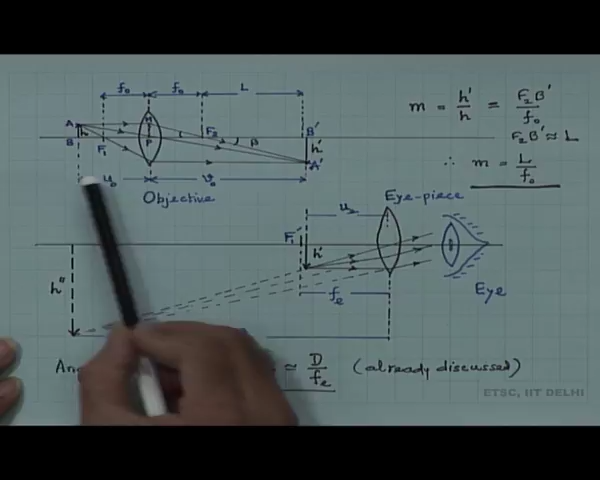 f₀ f₀ L
A h B F₁ P L F₂ β B' h' A'
u₀ v₀
Objective
m = h'/h = F₂B'/f₀
F₂B' ≈ L
∴ m = L/f₀
Eye-piece
F₁' h' h"
fₑ
Eye
≈ D/fₑ (already discussed)
ETSC, IIT DELHI